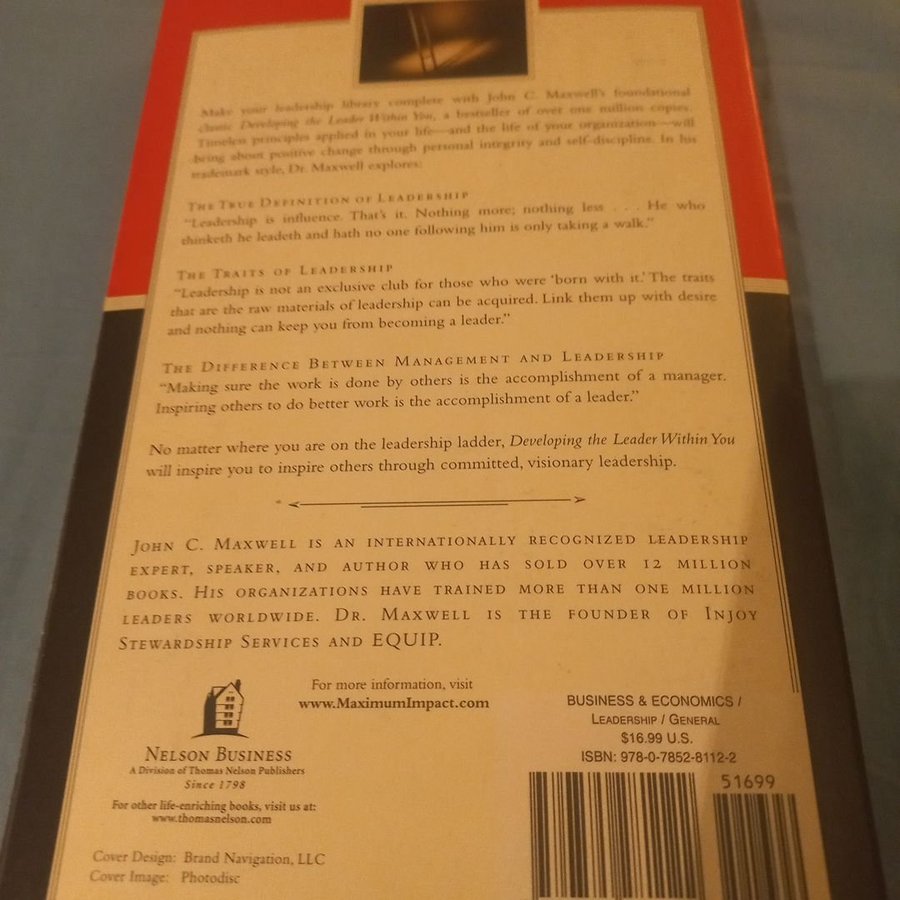 Make your leadership library complete with John C. Maxwell's foundational
classic Developing the Leader Within You, a bestseller of over one million copies.
Timeless principles applied in your life—and the life of your organization—will
bring about positive change through personal integrity and self-discipline. In his
trademark style, Dr. Maxwell explores:
THE TRUE DEFINITION OF LEADERSHIP
"Leadership is influence. That's it. Nothing more; nothing less . . . He who
thinketh he leadeth and hath no one following him is only taking a walk."
THE TRAITS OF LEADERSHIP
"Leadership is not an exclusive club for those who were 'born with it.' The traits
that are the raw materials of leadership can be acquired. Link them up with desire
and nothing can keep you from becoming a leader."
THE DIFFERENCE BETWEEN MANAGEMENT AND LEADERSHIP
"Making sure the work is done by others is the accomplishment of a manager.
Inspiring others to do better work is the accomplishment of a leader."
No matter where you are on the leadership ladder, Developing the Leader Within You
will inspire you to inspire others through committed, visionary leadership.
JOHN C. MAXWELL IS AN INTERNATIONALLY RECOGNIZED LEADERSHIP
EXPERT, SPEAKER, AND AUTHOR WHO HAS SOLD OVER 12 MILLION
BOOKS. HIS ORGANIZATIONS HAVE TRAINED MORE THAN ONE MILLION
LEADERS WORLDWIDE. DR. MAXWELL IS THE FOUNDER OF INJOY
STEWARDSHIP SERVICES AND EQUIP.
For more information, visit
www.MaximumImpact.com
NELSON BUSINESS
A Division of Thomas Nelson Publishers
Since 1798
For other life-enriching books, visit us at:
www.thomasnelson.com
Cover Design: Brand Navigation, LLC
Cover Image: Photodisc
BUSINESS & ECONOMICS /
LEADERSHIP / GENERAL
$16.99 U.S.
ISBN: 978-0-7852-8112-2
51699